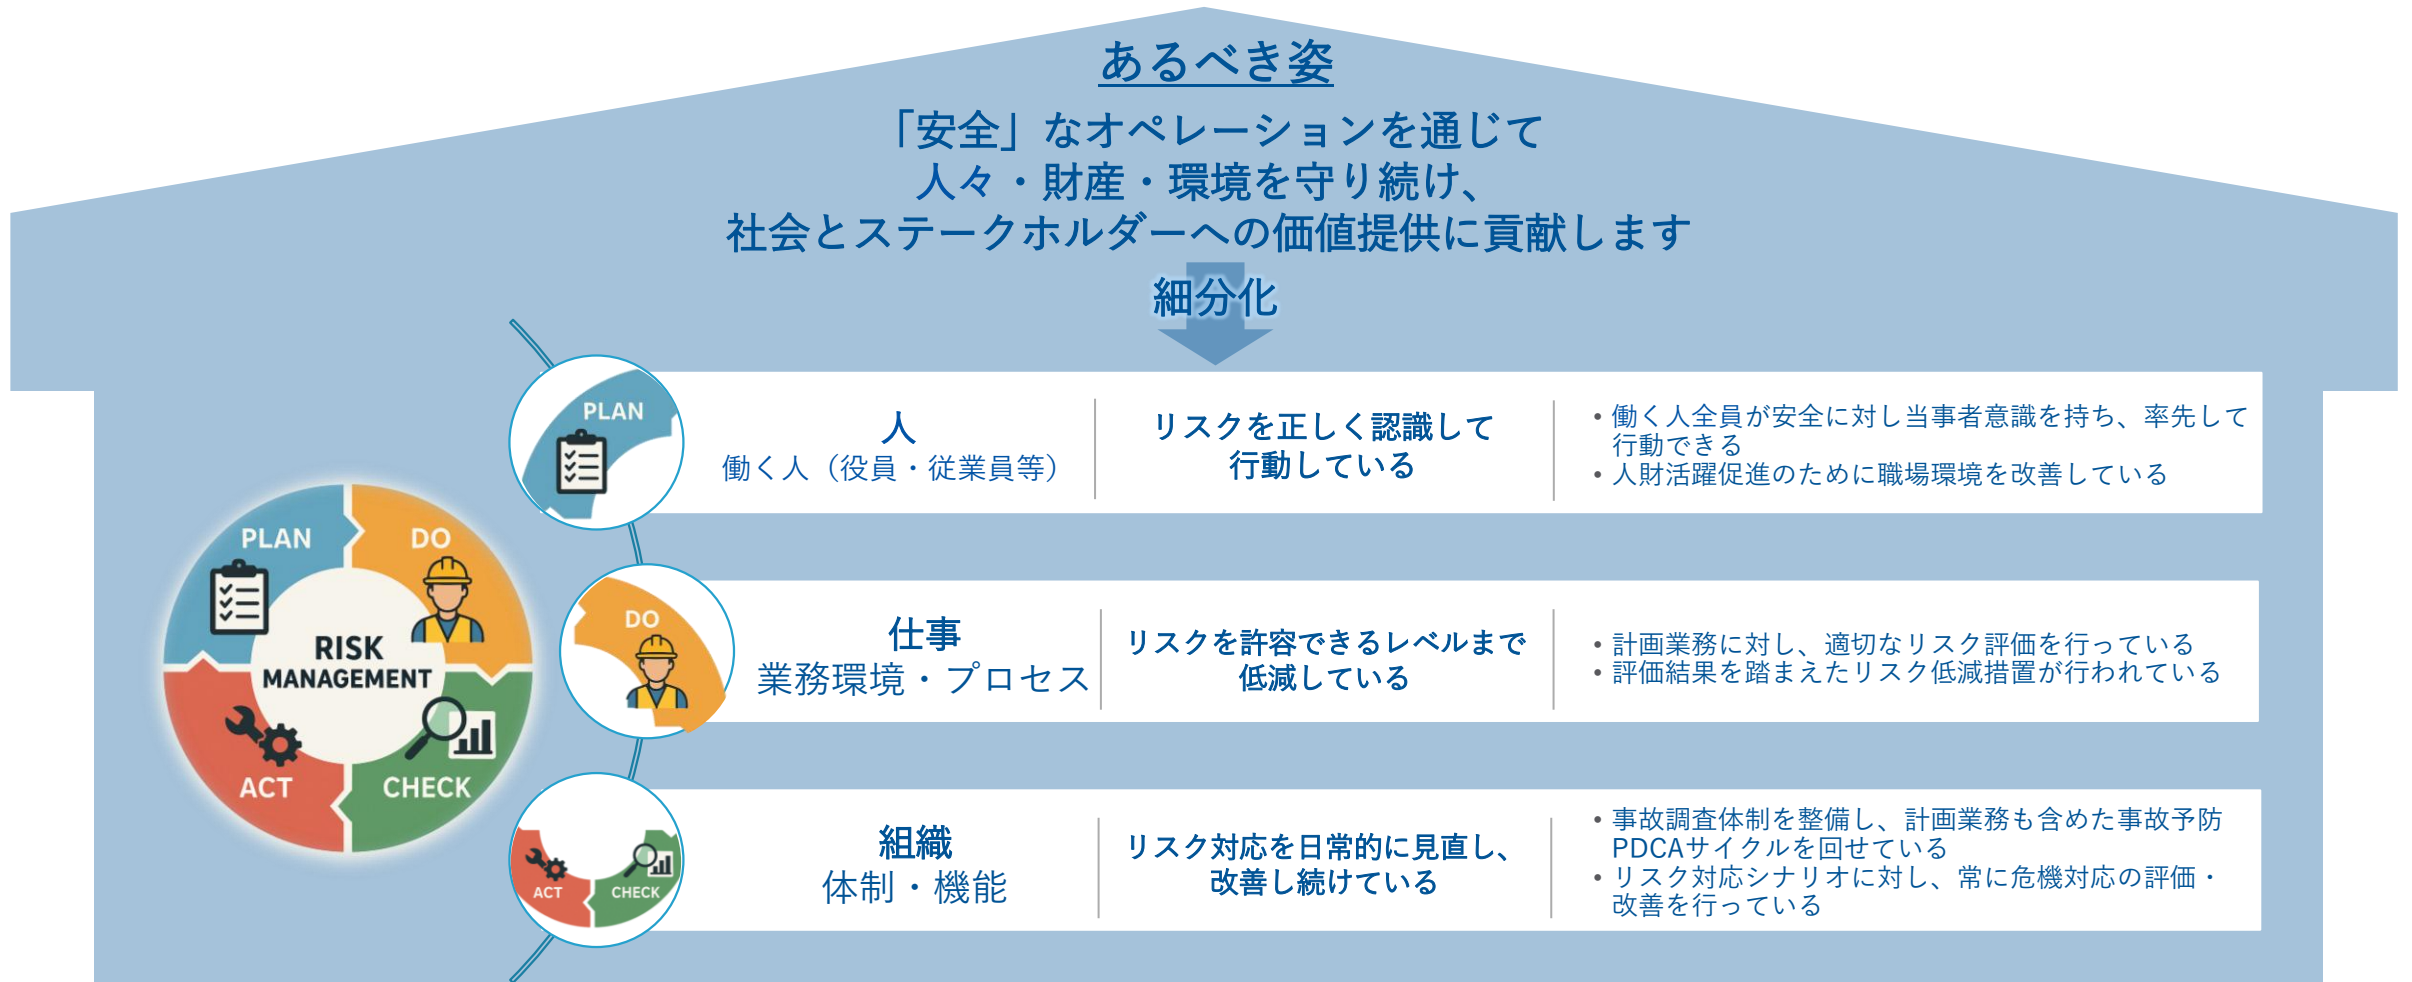 あるべき姿
「安全」なオペレーションを通じて
人々・財産・環境を守り続け、
社会とステークホルダーへの価値提供に貢献します
細分化
PLAN
DO
RISK
MANAGEMENT
ACT
CHECK
PLAN
人
働く人（役員・従業員等）
リスクを正しく認識して
行動している
• 働く人全員が安全に対し当事者意識を持ち、率先して
行動できる
• 人財活躍促進のために職場環境を改善している
DO
仕事
業務環境・プロセス
リスクを許容できるレベルまで
低減している
• 計画業務に対し、適切なリスク評価を行っている
• 評価結果を踏まえたリスク低減措置が行われている
ACT
CHECK
組織
体制・機能
リスク対応を日常的に見直し、
改善し続けている
• 事故調査体制を整備し、計画業務も含めた事故予防
PDCAサイクルを回せている
• リスク対応シナリオに対し、常に危機対応の評価・
改善を行っている